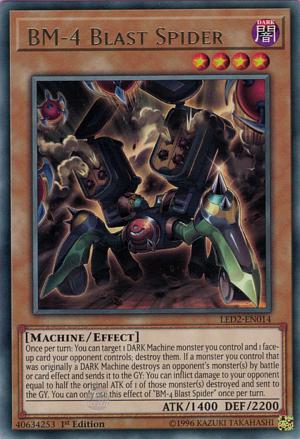 BM-4 BLAST SPIDER
DARK
闇
LED2-EN014
[MACHINE/EFFECT]
Once per turn: You can target 1 DARK Machine monster you control and 1 face-
up card your opponent controls; destroy them. If a monster you control that
was originally a DARK Machine destroys an opponent's monster(s) by battle
or card effect and sends it to the GY: You can inflict damage to your opponent
equal to half the original ATK of 1 of those monster(s) destroyed and sent to
the GY. You can only use this effect of "BM-4 Blast Spider" once per turn.
ATK/1400 DEF/2200
40634253 1st Edition ©1996 KAZUKI TAKAHASHI